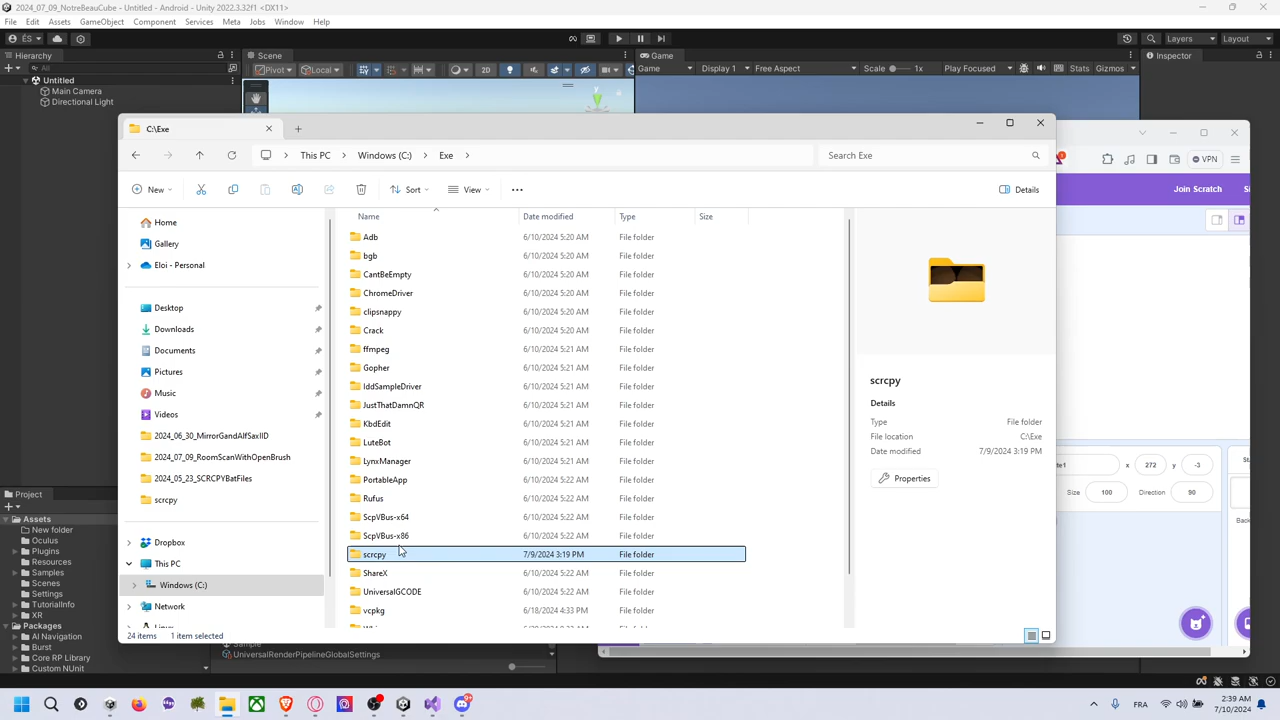 2024_07_09_NotreBeauCube - Untitled - Android - Unity 2022.3.32f1 <DX11>
File Edit Assets GameObject Component Services Meta Jobs Window Help
ÉS
Layers Layout
Hierarchy
Scene
Game
Inspector
All
Pivot Local 2D
Game Display 1 Free Aspect Scale 1x Play Focused Stats Gizmos
Untitled
Main Camera
Directional Light
C:\Exe
This PC > Windows (C:) > Exe >
Search Exe
VPN
New Sort View Details
Join Scratch
Name Date modified Type Size
Home
Gallery
Eloi - Personal
Desktop
Downloads
Documents
Pictures
Music
Videos
2024_06_30_MirrorGandAlfSaxIID
2024_07_09_RoomScanWithOpenBrush
2024_05_23_SCRCPYBatFiles
scrcpy
Dropbox
This PC
Windows (C:)
Network
Adb 6/10/2024 5:20 AM File folder
bgb 6/10/2024 5:20 AM File folder
CantBeEmpty 6/10/2024 5:20 AM File folder
ChromeDriver 6/10/2024 5:20 AM File folder
clipsnappy 6/10/2024 5:20 AM File folder
Crack 6/10/2024 5:20 AM File folder
ffmpeg 6/10/2024 5:21 AM File folder
Gopher 6/10/2024 5:21 AM File folder
IddSampleDriver 6/10/2024 5:21 AM File folder
JustThatDamnQR 6/10/2024 5:21 AM File folder
KbdEdit 6/10/2024 5:21 AM File folder
LuteBot 6/10/2024 5:21 AM File folder
LynxManager 6/10/2024 5:21 AM File folder
PortableApp 6/10/2024 5:22 AM File folder
Rufus 6/10/2024 5:22 AM File folder
ScpVBus-x64 6/10/2024 5:22 AM File folder
ScpVBus-x86 6/10/2024 5:22 AM File folder
scrcpy 7/9/2024 3:19 PM File folder
ShareX 6/10/2024 5:22 AM File folder
UniversalGCODE 6/10/2024 5:22 AM File folder
vcpkg 6/18/2024 4:33 PM File folder
scrcpy
Details
Type File folder
File location C:\Exe
Date modified 7/9/2024 3:19 PM
Properties
24 items 1 item selected
x 272 y -3
Size 100 Direction 90
Project
Assets
New folder
Oculus
Plugins
Resources
Samples
Scenes
Settings
TutorialInfo
XR
Packages
AI Navigation
Burst
Core RP Library
Custom NUnit
UniversalRenderPipelineGlobalSettings
9+
FRA
2:39 AM
7/10/2024